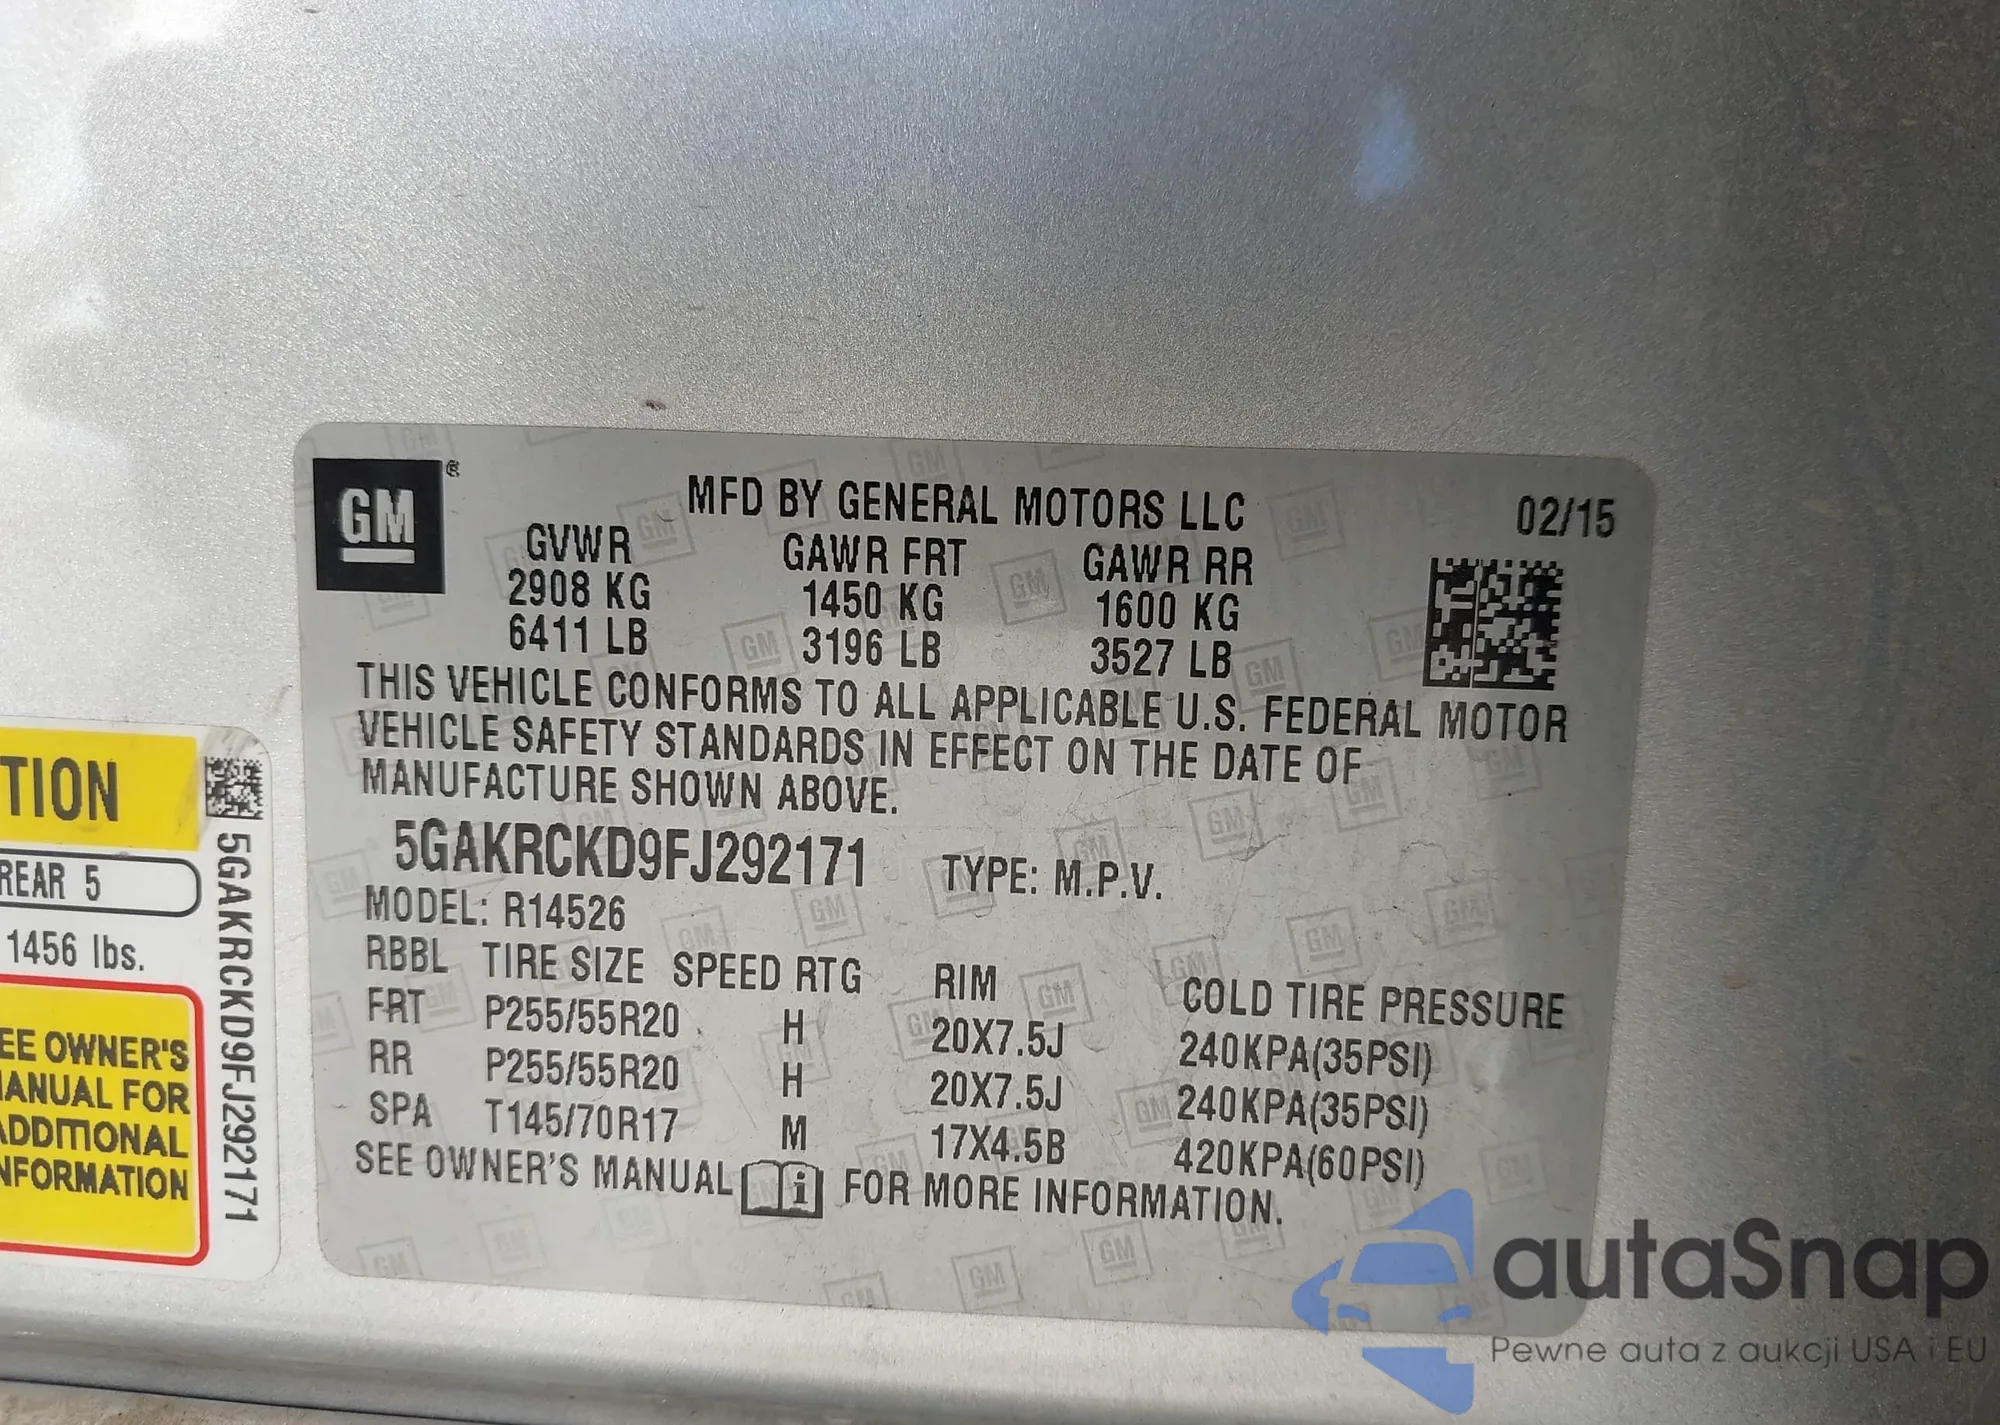 GM
®
MFD BY GENERAL MOTORS LLC
02/15
GVWR GAWR FRT GAWR RR
2908 KG 1450 KG 1600 KG
6411 LB 3196 LB 3527 LB
THIS VEHICLE CONFORMS TO ALL APPLICABLE U.S. FEDERAL MOTOR
VEHICLE SAFETY STANDARDS IN EFFECT ON THE DATE OF
MANUFACTURE SHOWN ABOVE.
5GAKRCKD9FJ292171 TYPE: M.P.V.
MODEL: R14526
RBBL TIRE SIZE SPEED RTG RIM COLD TIRE PRESSURE
FRT P255/55R20 H 20X7.5J 240KPA(35PSI)
RR P255/55R20 H 20X7.5J 240KPA(35PSI)
SPA T145/70R17 M 17X4.5B 420KPA(60PSI)
SEE OWNER'S MANUAL i FOR MORE INFORMATION.
TION
REAR 5
1456 lbs.
EE OWNER'S
ANUAL FOR
ADDITIONAL
NFORMATION
5GAKRCKD9FJ292171
autaSnap
Pewne auta z aukcji USA i EU